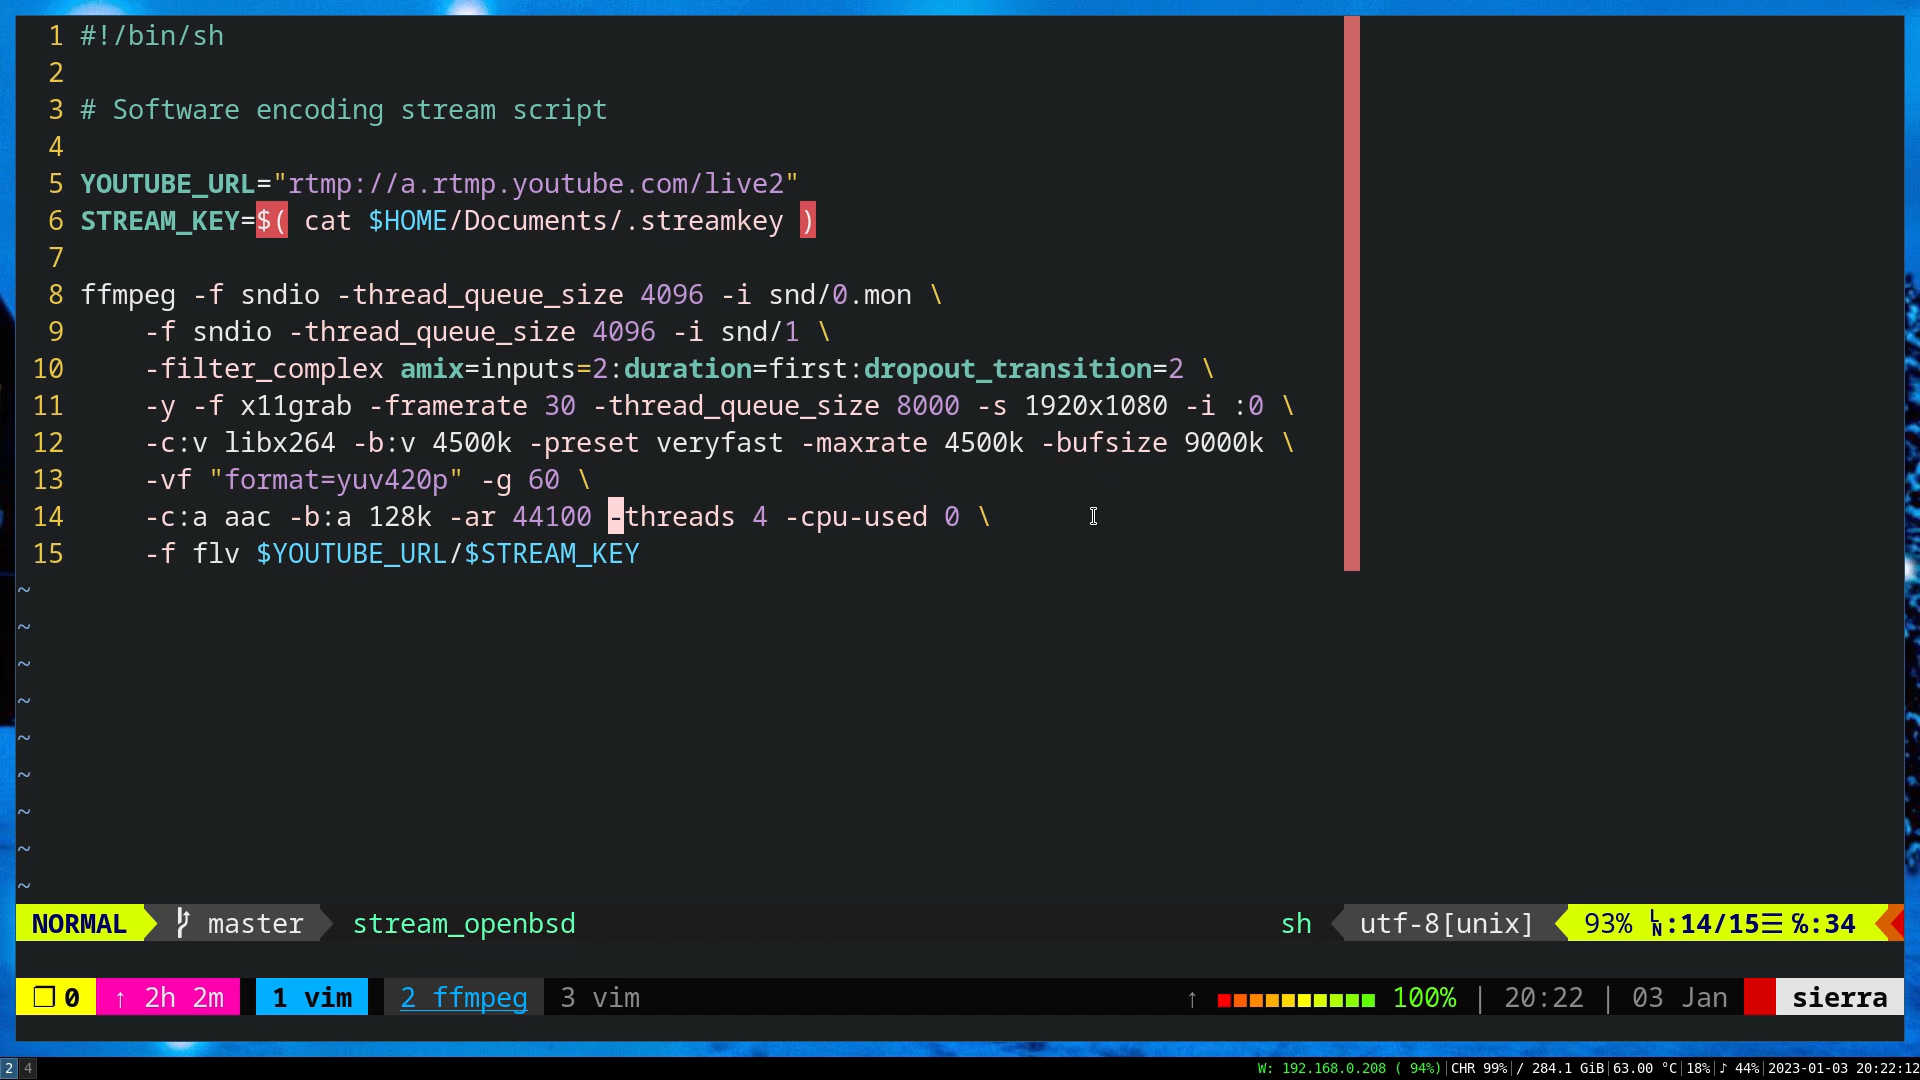 1 #!/bin/sh
2
3 # Software encoding stream script
4
5 YOUTUBE_URL="rtmp://a.rtmp.youtube.com/live2"
6 STREAM_KEY=$( cat $HOME/Documents/.streamkey )
7
8 ffmpeg -f sndio -thread_queue_size 4096 -i snd/0.mon \
9     -f sndio -thread_queue_size 4096 -i snd/1 \
10     -filter_complex amix=inputs=2:duration=first:dropout_transition=2 \
11     -y -f x11grab -framerate 30 -thread_queue_size 8000 -s 1920x1080 -i :0 \
12     -c:v libx264 -b:v 4500k -preset veryfast -maxrate 4500k -bufsize 9000k \
13     -vf "format=yuv420p" -g 60 \
14     -c:a aac -b:a 128k -ar 44100 -threads 4 -cpu-used 0 \
15     -f flv $YOUTUBE_URL/$STREAM_KEY
~
~
~
~
~
~
~
~
~
NORMAL master stream_openbsd sh utf-8[unix] 93% ␤:14/15☰ ℅:34
❐ 0 ↑ 2h 2m 1 vim 2 ffmpeg 3 vim ↑ 100% | 20:22 | 03 Jan sierra
2 4 W: 192.168.0.208 ( 94%)|CHR 99%|/ 284.1 GiB|63.00 °C|18%|♪ 44%|2023-01-03 20:22:12